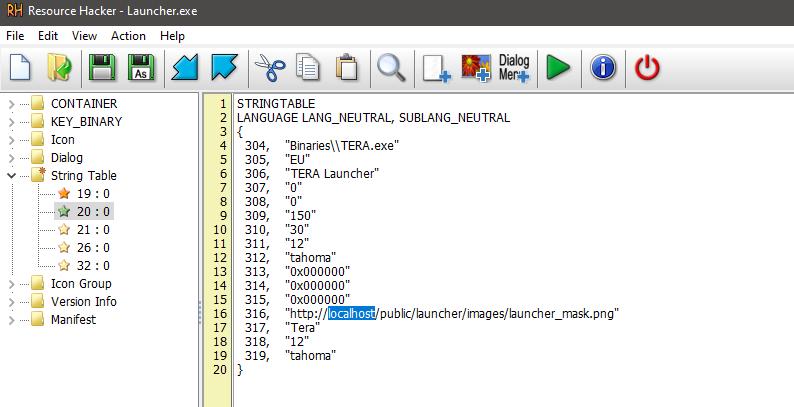 RH Resource Hacker - Launcher.exe
File Edit View Action Help
As
Dialog
Menu
CONTAINER
KEY_BINARY
Icon
Dialog
String Table
19 : 0
20 : 0
21 : 0
26 : 0
32 : 0
Icon Group
Version Info
Manifest
1 STRINGTABLE
2 LANGUAGE LANG_NEUTRAL, SUBLANG_NEUTRAL
3 {
4 304, "Binaries\\TERA.exe"
5 305, "EU"
6 306, "TERA Launcher"
7 307, "0"
8 308, "0"
9 309, "150"
10 310, "30"
11 311, "12"
12 312, "tahoma"
13 313, "0x000000"
14 314, "0x000000"
15 315, "0x000000"
16 316, "http://localhost/public/launcher/images/launcher_mask.png"
17 317, "Tera"
18 318, "12"
19 319, "tahoma"
20 }